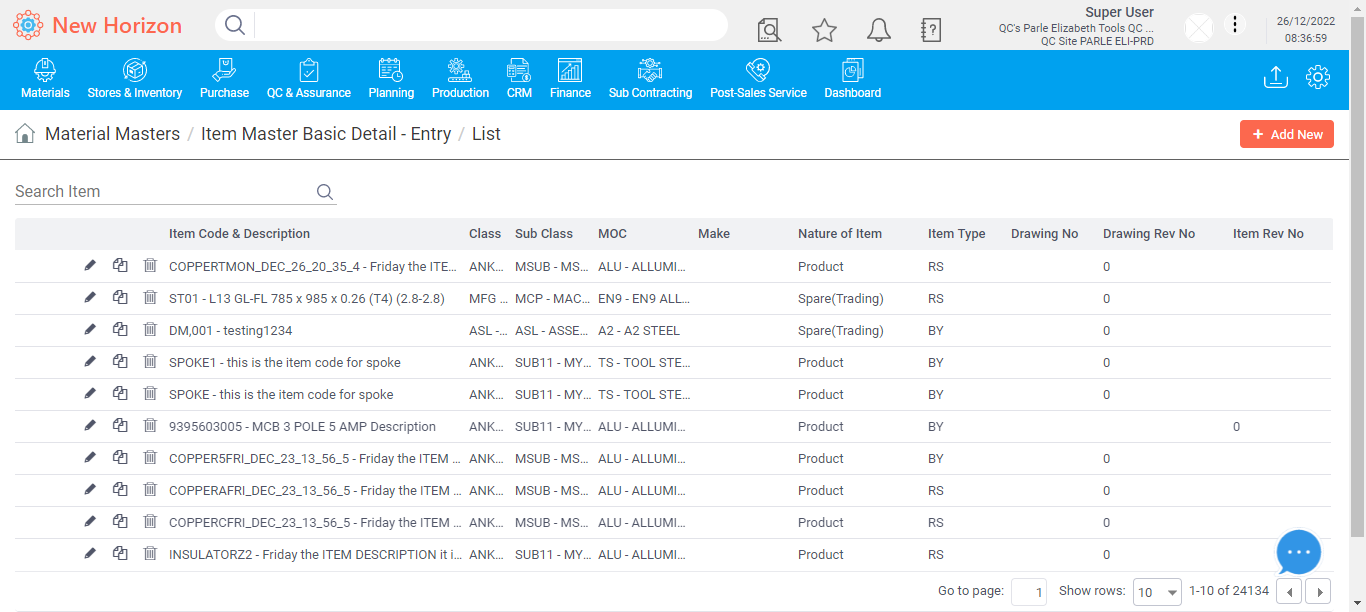 New Horizon
Super User
QC's Parle Elizabeth Tools QC ...
QC Site PARLE ELI-PRD
26/12/2022
08:36:59
Materials Stores & Inventory Purchase QC & Assurance Planning Production CRM Finance Sub Contracting Post-Sales Service Dashboard
Material Masters / Item Master Basic Detail - Entry / List
+ Add New
Search Item
Item Code & Description Class Sub Class MOC Make Nature of Item Item Type Drawing No Drawing Rev No Item Rev No
COPPERTMON_DEC_26_20_35_4 - Friday the ITE... ANK... MSUB - MS... ALU - ALLUMI... Product RS 0
ST01 - L13 GL-FL 785 x 985 x 0.26 (T4) (2.8-2.8) MFG ... MCP - MAC... EN9 - EN9 ALL... Spare(Trading) RS 0
DM,001 - testing1234 ASL -... ASL - ASSE... A2 - A2 STEEL Spare(Trading) BY 0
SPOKE1 - this is the item code for spoke ANK... SUB11 - MY... TS - TOOL STE... Product BY 0
SPOKE - this is the item code for spoke ANK... SUB11 - MY... TS - TOOL STE... Product BY 0
9395603005 - MCB 3 POLE 5 AMP Description ANK... SUB11 - MY... ALU - ALLUMI... Product BY 0
COPPER5FRI_DEC_23_13_56_5 - Friday the ITEM ... ANK... MSUB - MS... ALU - ALLUMI... Product BY 0
COPPERAFRI_DEC_23_13_56_5 - Friday the ITEM ... ANK... MSUB - MS... ALU - ALLUMI... Product RS 0
COPPERCFRI_DEC_23_13_56_5 - Friday the ITEM ... ANK... MSUB - MS... ALU - ALLUMI... Product RS 0
INSULATORZ2 - Friday the ITEM DESCRIPTION it i... ANK... SUB11 - MY... ALU - ALLUMI... Product RS 0
Go to page: 1 Show rows: 10 1-10 of 24134